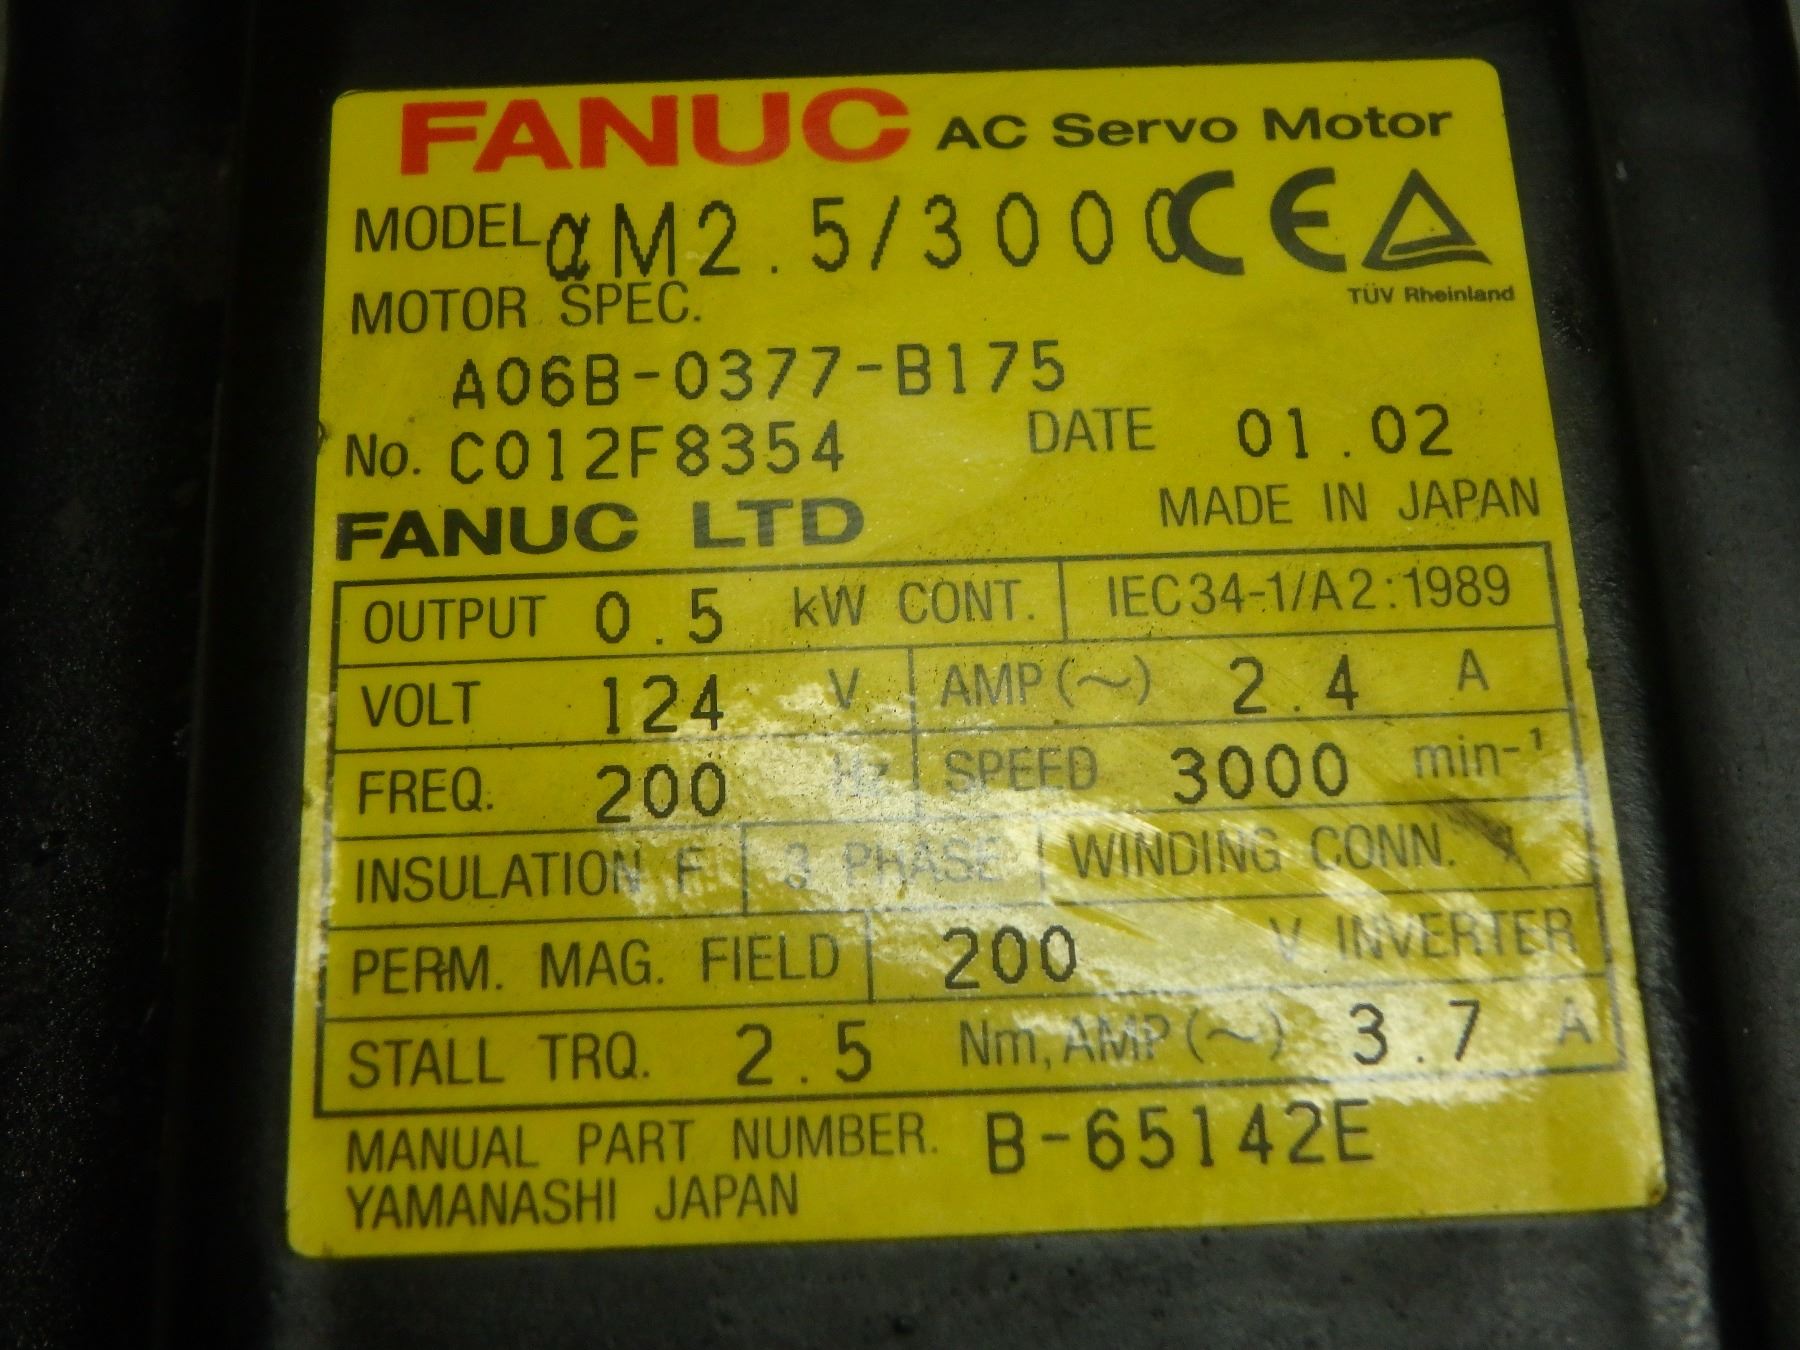 FANUC AC Servo Motor
MODEL αM2.5/3000 CE
TÜV Rheinland
MOTOR SPEC.
A06B-0377-B175
No. C012F8354 DATE 01.02
FANUC LTD MADE IN JAPAN
OUTPUT 0.5 kW CONT. IEC34-1/A2:1989
VOLT 124 V AMP(~) 2.4 A
FREQ. 200 Hz SPEED 3000 min-¹
INSULATION F 3 PHASE WINDING CONN.
PERM. MAG. FIELD 200 V INVERTER
STALL TRQ. 2.5 Nm, AMP(~) 3.7 A
MANUAL PART NUMBER. B-65142E
YAMANASHI JAPAN